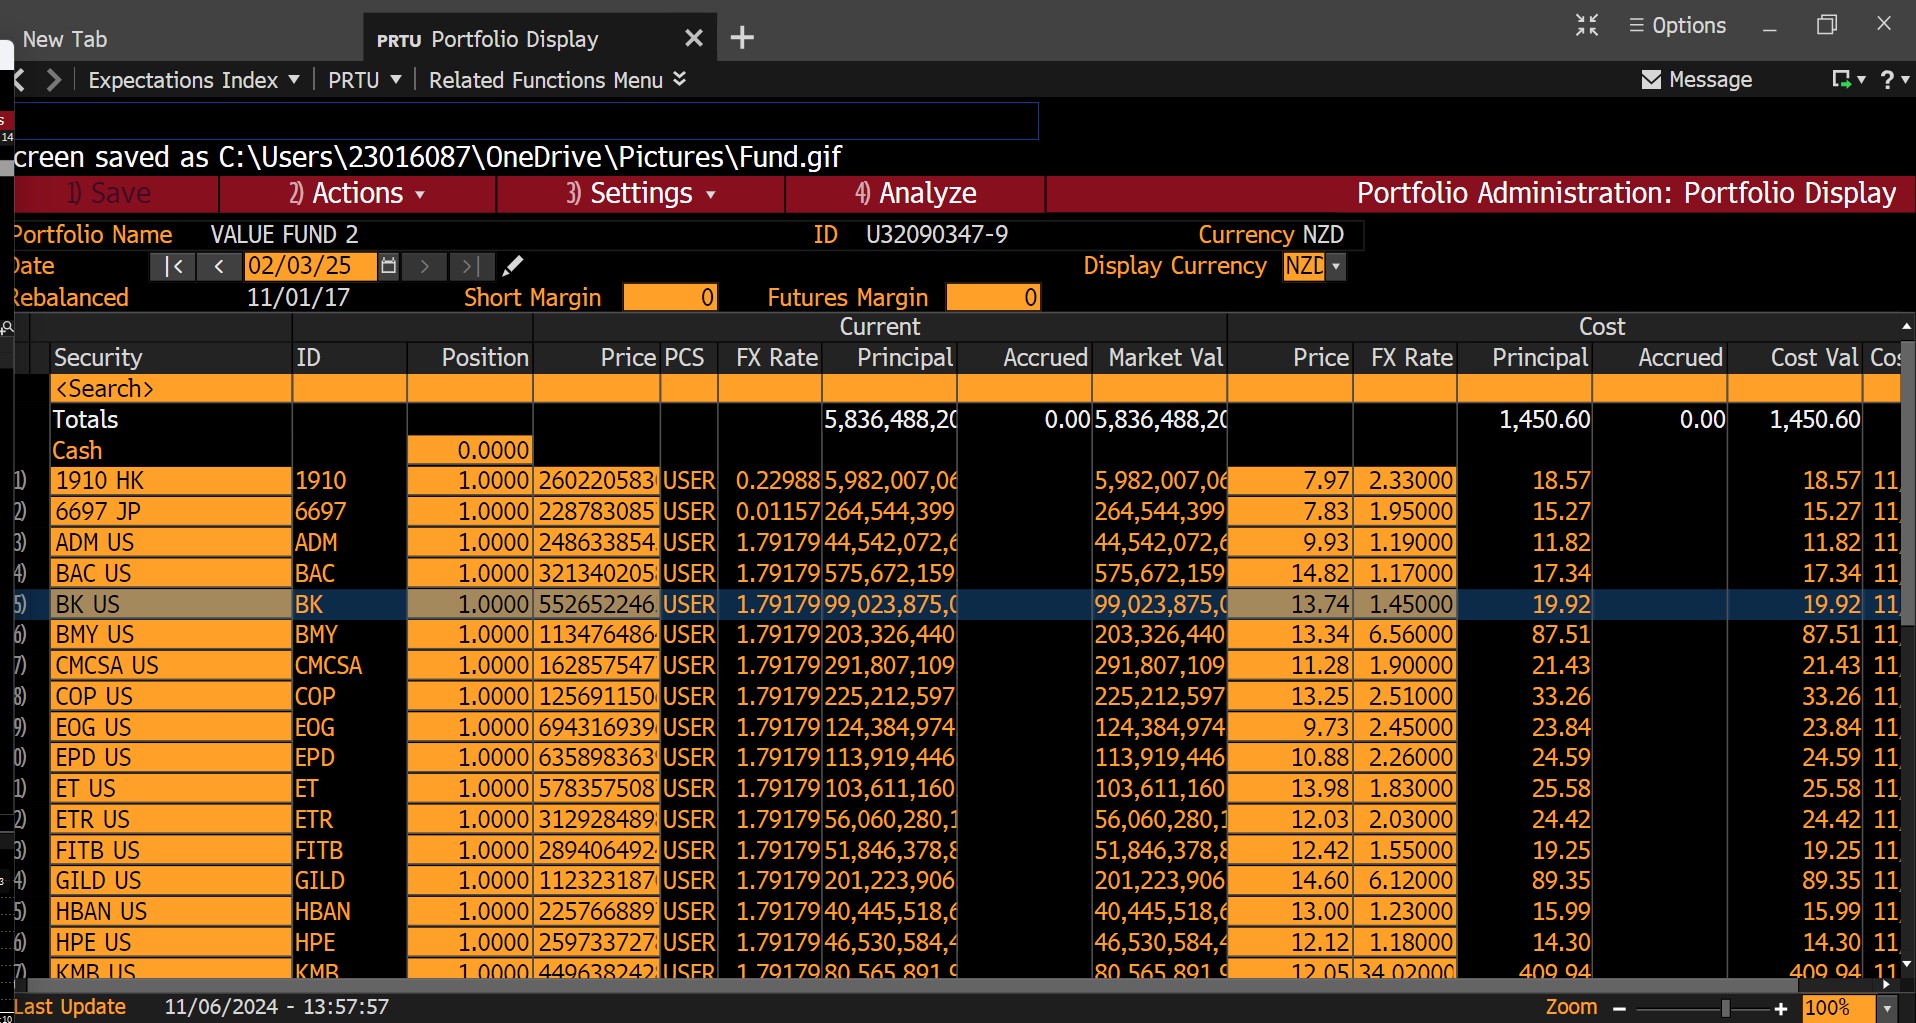 New Tab PRTU Portfolio Display Options
Expectations Index PRTU Related Functions Menu Message ?
14
creen saved as C:\Users\23016087\OneDrive\Pictures\Fund.gif
1) Save 2) Actions 3) Settings 4) Analyze Portfolio Administration: Portfolio Display
Portfolio Name VALUE FUND 2 ID U32090347-9 Currency NZD
Date 02/03/25 Display Currency NZD
Rebalanced 11/01/17 Short Margin 0 Futures Margin 0
Current Cost
Security ID Position Price PCS FX Rate Principal Accrued Market Val Price FX Rate Principal Accrued Cost Val Cos
<Search>
Totals 5,836,488,20 0.00 5,836,488,20 1,450.60 0.00 1,450.60
Cash 0.0000
1) 1910 HK 1910 1.0000 260220583 USER 0.22988 5,982,007,06 5,982,007,06 7.97 2.33000 18.57 18.57 11
2) 6697 JP 6697 1.0000 228783085 USER 0.01157 264,544,399 264,544,399 7.83 1.95000 15.27 15.27 11
3) ADM US ADM 1.0000 248633854 USER 1.79179 44,542,072,6 44,542,072,6 9.93 1.19000 11.82 11.82 11
4) BAC US BAC 1.0000 321340205 USER 1.79179 575,672,159 575,672,159 14.82 1.17000 17.34 17.34 11
5) BK US BK 1.0000 552652246 USER 1.79179 99,023,875,0 99,023,875,0 13.74 1.45000 19.92 19.92 11
6) BMY US BMY 1.0000 113476486 USER 1.79179 203,326,440 203,326,440 13.34 6.56000 87.51 87.51 11
7) CMCSA US CMCSA 1.0000 162857547 USER 1.79179 291,807,109 291,807,109 11.28 1.90000 21.43 21.43 11
8) COP US COP 1.0000 125691150 USER 1.79179 225,212,597 225,212,597 13.25 2.51000 33.26 33.26 11
9) EOG US EOG 1.0000 694316939 USER 1.79179 124,384,974 124,384,974 9.73 2.45000 23.84 23.84 11
0) EPD US EPD 1.0000 635898363 USER 1.79179 113,919,446 113,919,446 10.88 2.26000 24.59 24.59 11
1) ET US ET 1.0000 578357508 USER 1.79179 103,611,160 103,611,160 13.98 1.83000 25.58 25.58 11
2) ETR US ETR 1.0000 312928489 USER 1.79179 56,060,280,1 56,060,280,1 12.03 2.03000 24.42 24.42 11
3) FITB US FITB 1.0000 289406492 USER 1.79179 51,846,378,8 51,846,378,8 12.42 1.55000 19.25 19.25 11
4) GILD US GILD 1.0000 112323187 USER 1.79179 201,223,906 201,223,906 14.60 6.12000 89.35 89.35 11
5) HBAN US HBAN 1.0000 225766889 USER 1.79179 40,445,518,6 40,445,518,6 13.00 1.23000 15.99 15.99 11
6) HPE US HPE 1.0000 259733727 USER 1.79179 46,530,584,4 46,530,584,4 12.12 1.18000 14.30 14.30 11
7) KMB US KMB 1.0000 449638242 USER 1.79179 80,565,891,9 80,565,891,9 12.05 34.02000 409.94 409.94 11
Last Update 11/06/2024 - 13:57:57 Zoom 100%